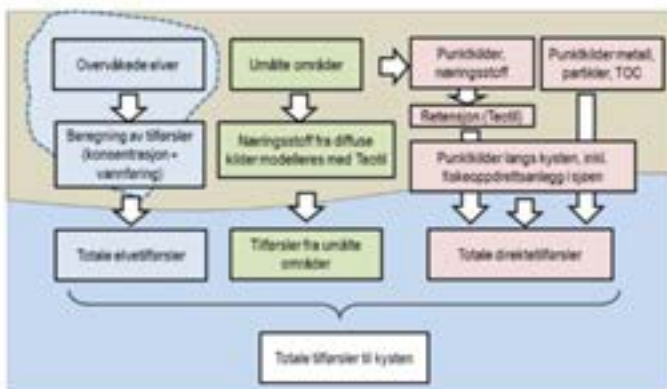 Overvåkede elver
Umålte områder
Punktkilder,
næringsstoff
Punktkilder metall,
partikler, TOC
Retensjon (Teotil)
Beregning av tilførsler
(konsentrasjon +
vannføring)
Næringsstoff fra diffuse
kilder modelleres med Teotil
Punktkilder langs kysten, inkl.
fiskeoppdrettsanlegg i sjøen
Totale elvetilførsler
Tilførsler fra umålte
områder
Totale direktetilførsler
Totale tilførsler til kysten